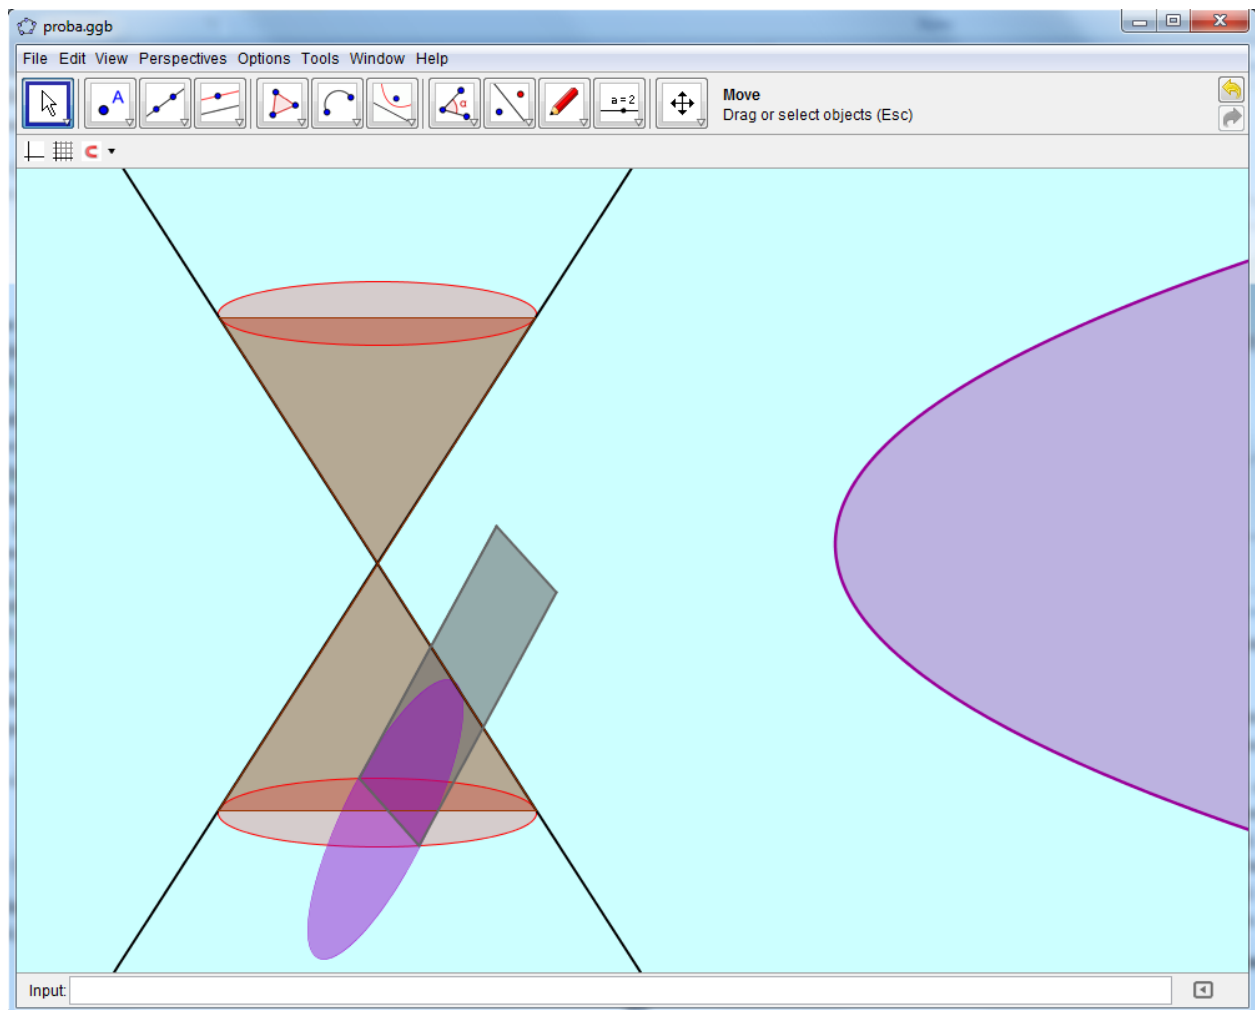 proba.ggb
File Edit View Perspectives Options Tools Window Help
A
α
a = 2
Move
Drag or select objects (Esc)
Input: